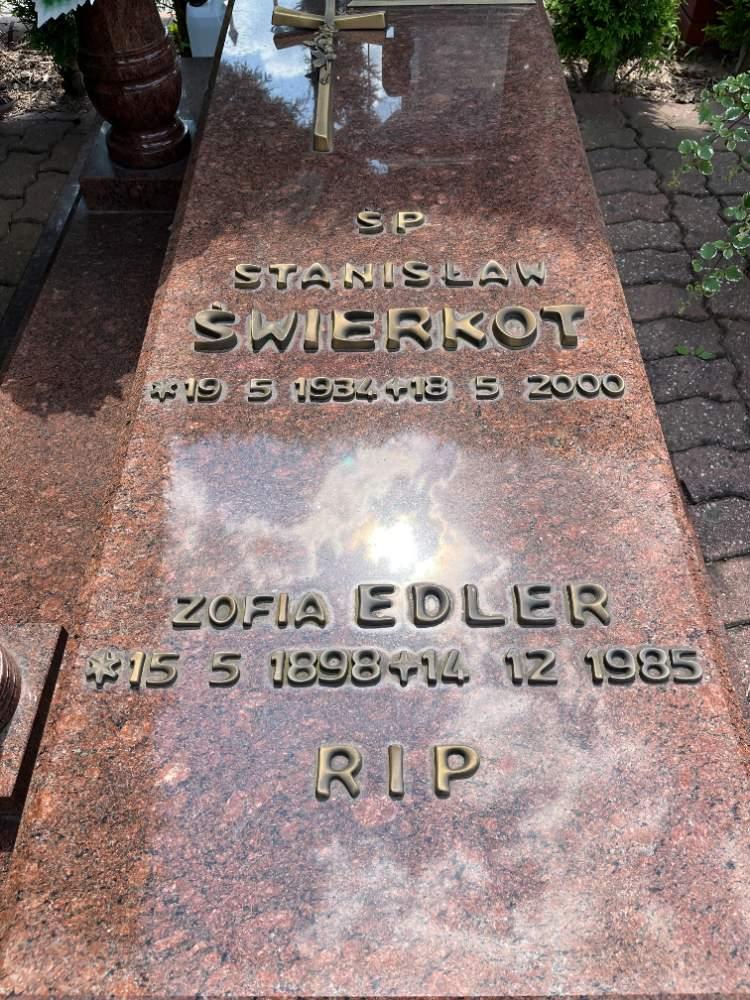 ŚP
STANISŁAW
ŚWIERKOT
*19 5 1934 +18 5 2000
ZOFIA EDLER
*15 5 1898 +14 12 1985
RIP